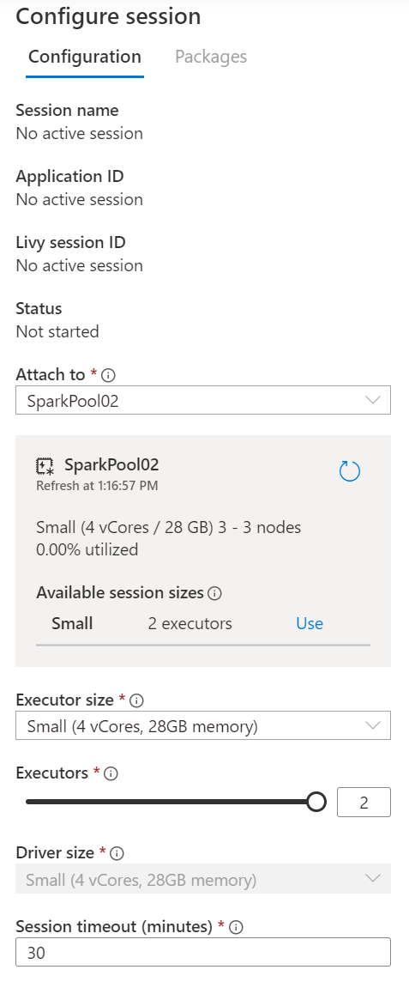 Configure session
Configuration Packages
Session name
No active session
Application ID
No active session
Livy session ID
No active session
Status
Not started
Attach to *
SparkPool02
SparkPool02
Refresh at 1:16:57 PM
Small (4 vCores / 28 GB) 3 - 3 nodes
0.00% utilized
Available session sizes
Small 2 executors Use
Executor size *
Small (4 vCores, 28GB memory)
Executors *
2
Driver size *
Small (4 vCores, 28GB memory)
Session timeout (minutes) *
30